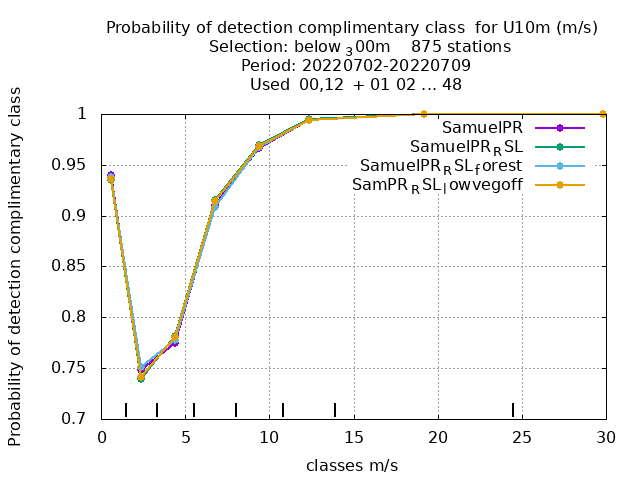 Probability of detection complimentary class for U10m (m/s)
Selection: below ₃00m 875 stations
Period: 20220702-20220709
Used 00,12 + 01 02 ... 48
Probability of detection complimentary class
1
0.95
0.9
0.85
0.8
0.75
0.7
SamuelPR
SamuelPR_RSL
SamuelPR_RSL_forest
SamPR_RSL_lowvegoff
0 5 10 15 20 25 30
classes m/s